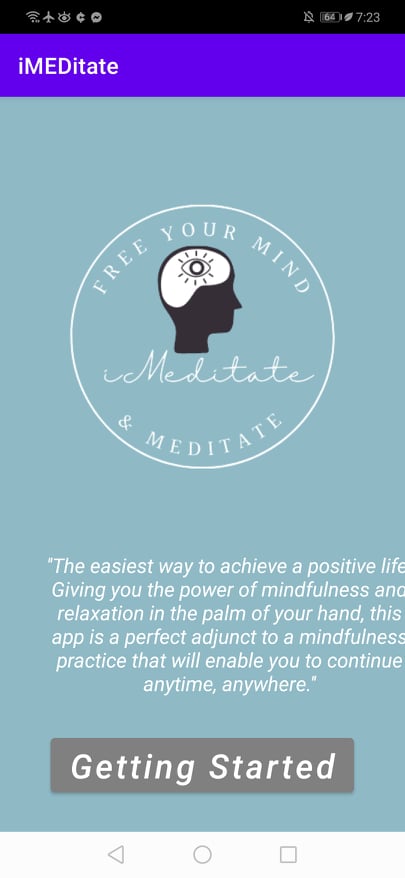 64 7:23
iMEDitate
FREE YOUR MIND
iMeditate
& MEDITATE
"The easiest way to achieve a positive life
Giving you the power of mindfulness and
relaxation in the palm of your hand, this
app is a perfect adjunct to a mindfulness
practice that will enable you to continue
anytime, anywhere."
Getting Started